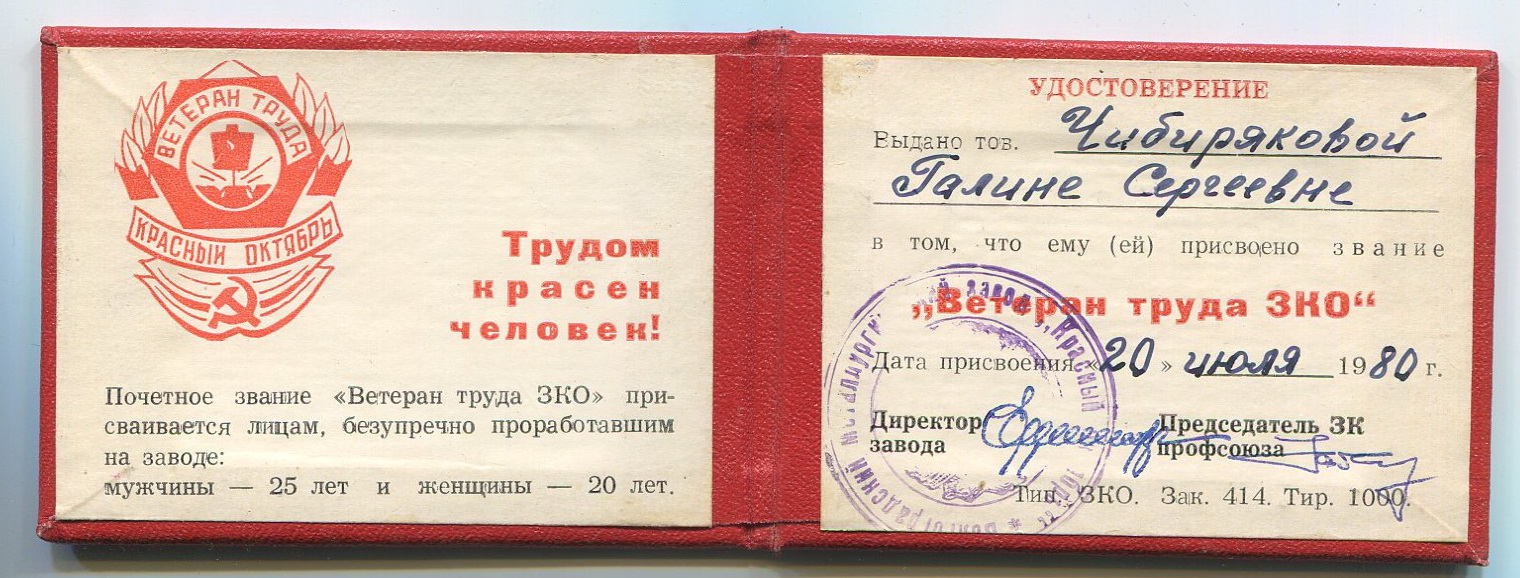 ВЕТЕРАН ТРУДА
КРАСНЫЙ ОКТЯБРЬ
Трудом
красен
человек!
Почетное звание «Ветеран труда ЗКО» при-
сваивается лицам, безупречно проработавшим
на заводе:
мужчины — 25 лет и женщины — 20 лет.
УДОСТОВЕРЕНИЕ
Выдано тов. Чибиряковой
Галине Сергеевне
в том, что ему (ей) присвоено звание
„Ветеран труда ЗКО“
Дата присвоения «20» июля 1980 г.
Директор
завода
Председатель ЗК
профсоюза
Тип. ЗКО. Зак. 414. Тир. 1000.
завод „Красный